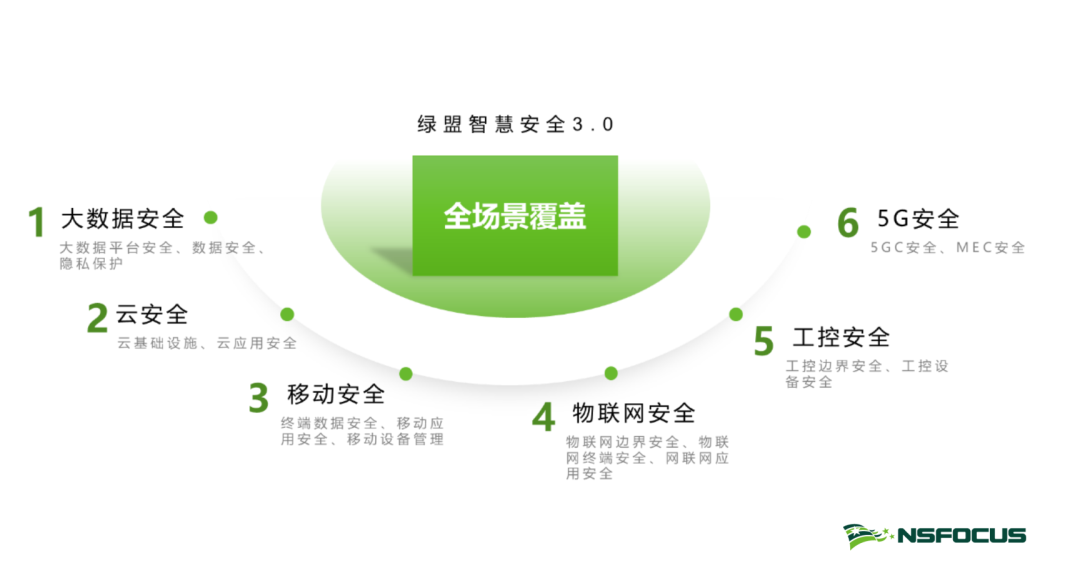 绿盟智慧安全3.0
全场景覆盖
1 大数据安全
大数据平台安全、数据安全、
隐私保护
2 云安全
云基础设施、云应用安全
3 移动安全
终端数据安全、移动应
用安全、移动设备管理
4 物联网安全
物联网边界安全、物联
网终端安全、网联网应
用安全
5 工控安全
工控边界安全、工控设
备安全
6 5G安全
5GC安全、MEC安全
NSFOCUS